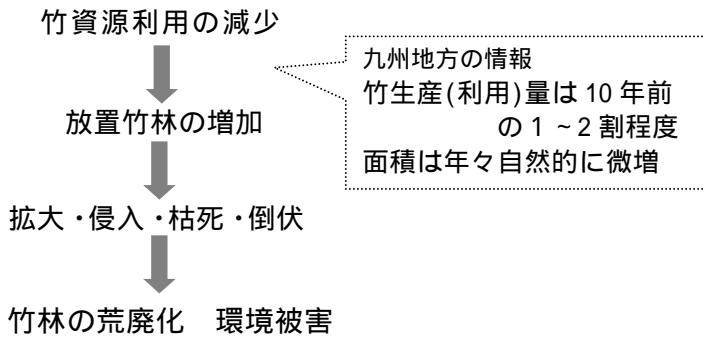 竹資源利用の減少
九州地方の情報
竹生産(利用)量は 10 年前
の 1 ~ 2 割程度
面積は年々自然的に微増
放置竹林の増加
拡大・侵入・枯死・倒伏
竹林の荒廃化　環境被害